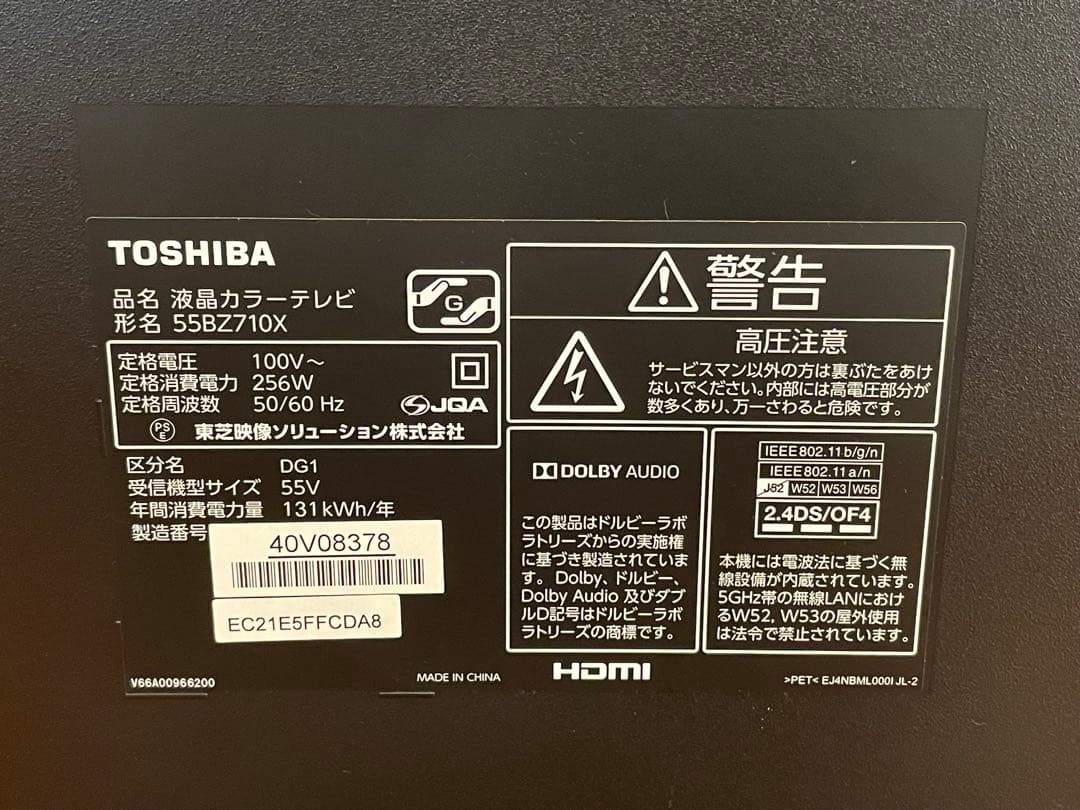 TOSHIBA
品名 液晶カラーテレビ
形名 55BZ710X
G
定格電圧 100V～
定格消費電力 256W
定格周波数 50/60 Hz
JQA
PS
E
東芝映像ソリューション株式会社
区分名 DG1
受信機型サイズ 55V
年間消費電力量 131kWh/年
製造番号
40V08378
EC21E5FFCDA8
V66A00966200
MADE IN CHINA
警告
高圧注意
サービスマン以外の方は裏ぶたをあけ
ないでください。内部には高電圧部分が
数多くあり、万一さわると危険です。
DOLBY AUDIO
この製品はドルビーラボ
ラトリーズからの実施権
に基づき製造されていま
す。Dolby、ドルビー、
Dolby Audio 及びダブ
ルD記号はドルビーラボ
ラトリーズの商標です。
IEEE802.11b/g/n
IEEE802.11a/n
J52 W52 W53 W56
2.4DS/OF4
本機には電波法に基づく無
線設備が内蔵されています。
5GHz帯の無線LANにおけ
るW52、W53の屋外使用
は法令で禁止されています。
HDMI
>PET< EJ4NBML000I JL-2